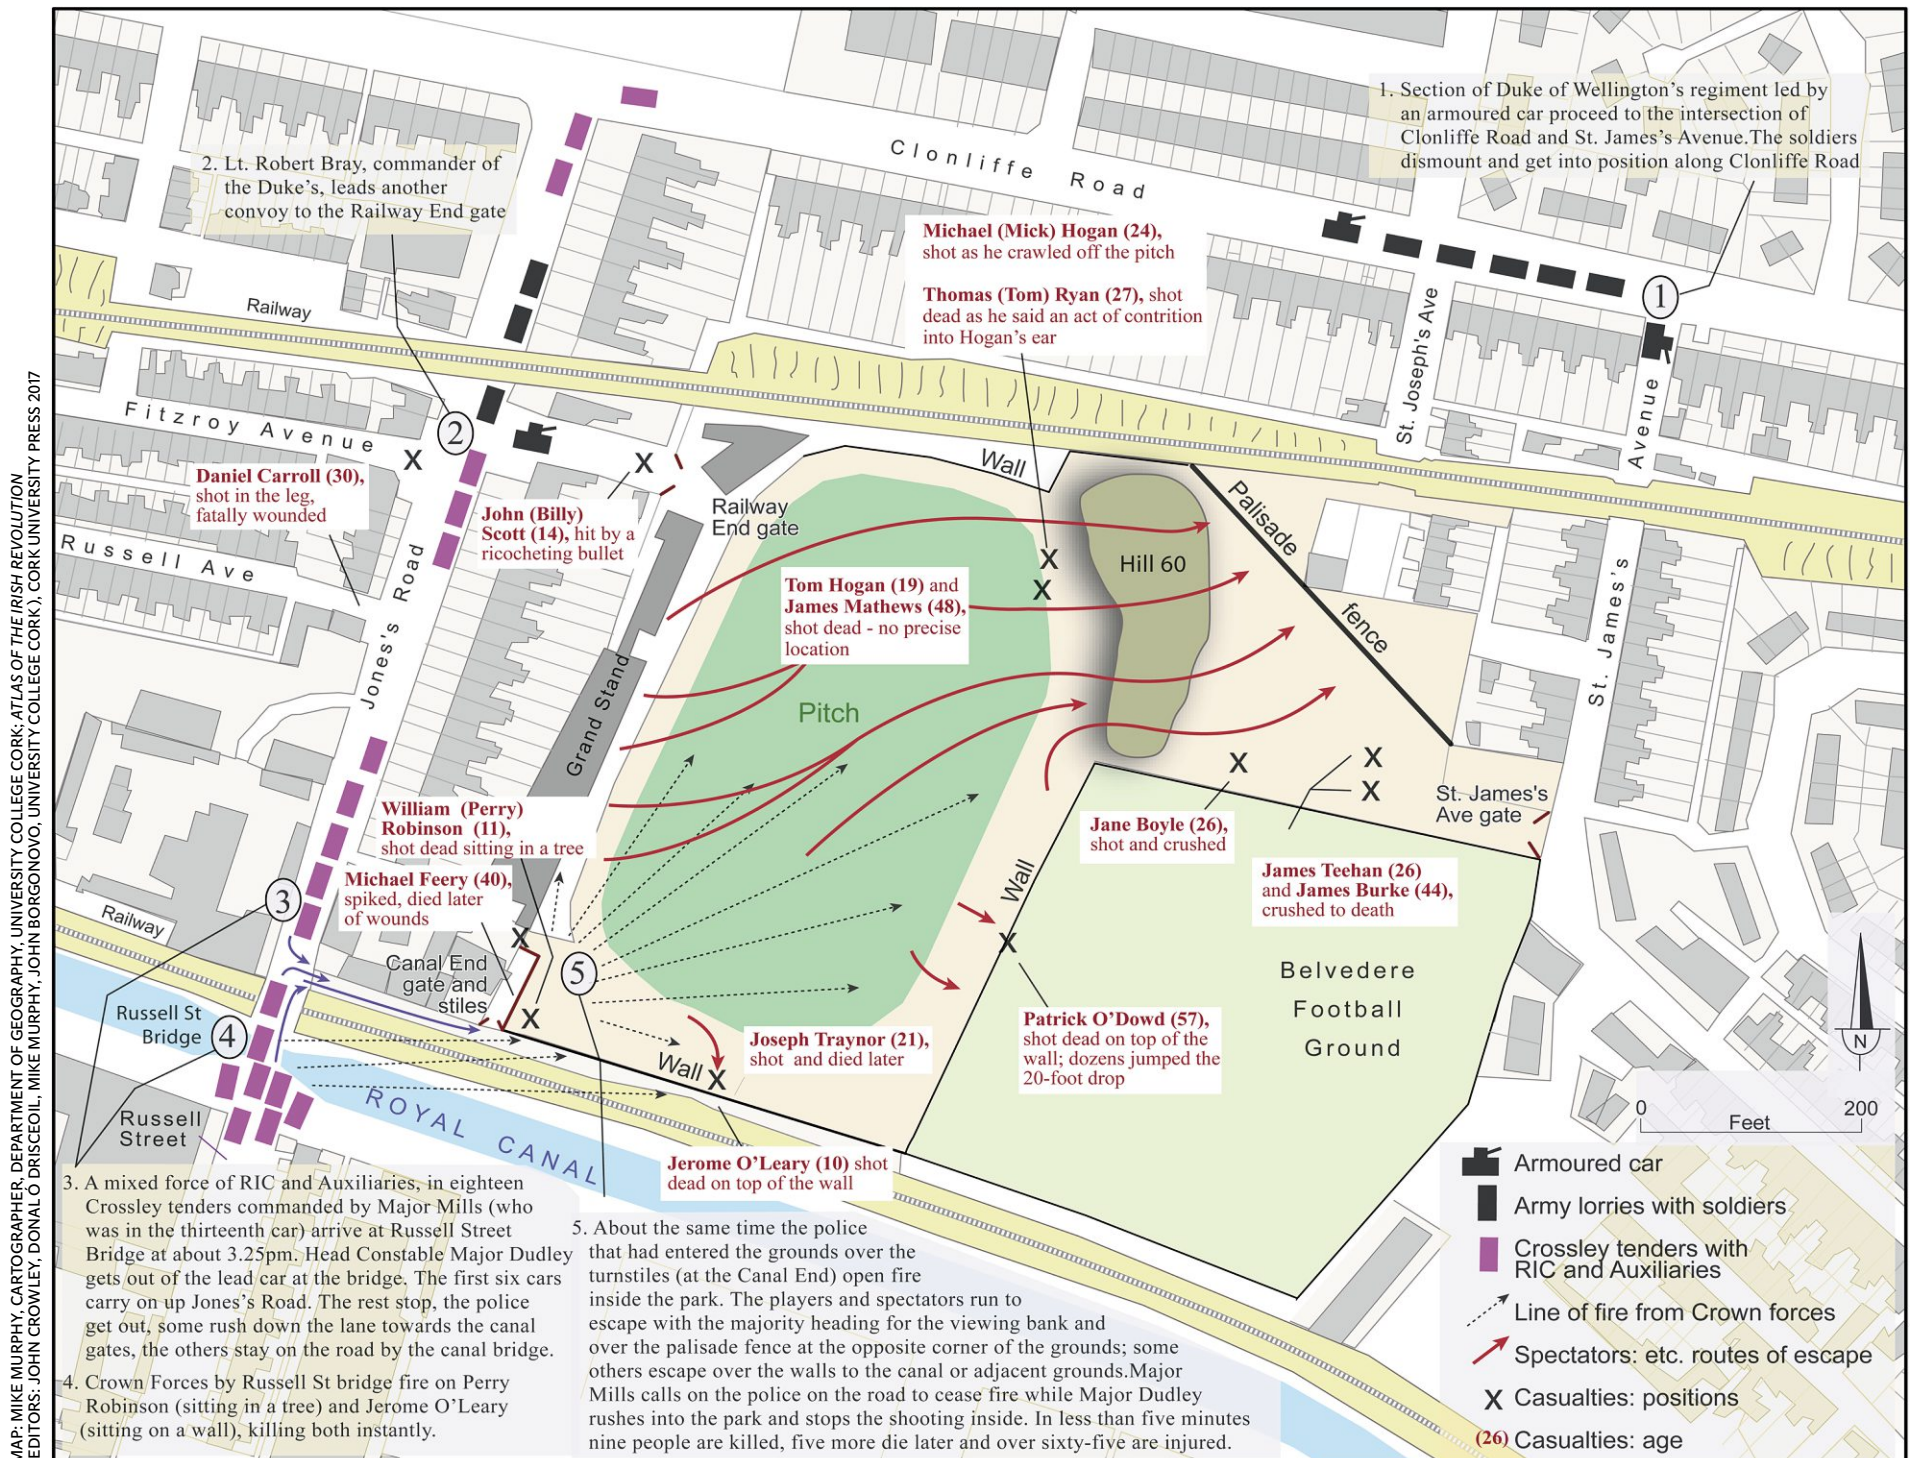 1. Section of Duke of Wellington's regiment led by
an armoured car proceed to the intersection of
Clonliffe Road and St. James's Avenue.The soldiers
dismount and get into position along Clonliffe Road
2. Lt. Robert Bray, commander of
the Duke's, leads another
convoy to the Railway End gate
Clonliffe Road
Michael (Mick) Hogan (24),
shot as he crawled off the pitch
Thomas (Tom) Ryan (27), shot
dead as he said an act of contrition
into Hogan's ear
1
St. Joseph's Ave
St. James's Avenue
Railway
Fitzroy Avenue
2
X
X
Daniel Carroll (30),
shot in the leg,
fatally wounded
John (Billy)
Scott (14), hit by a
ricocheting bullet
Railway
End gate
Wall
Palisade fence
Hill 60
X
X
Russell Ave
Jone's Road
Grand Stand
Tom Hogan (19) and
James Mathews (48),
shot dead - no precise
location
Pitch
William (Perry)
Robinson (11),
shot dead sitting in a tree
Michael Feery (40),
spiked, died later
of wounds
X
X
X
St. James's
Ave gate
Jane Boyle (26),
shot and crushed
James Teehan (26)
and James Burke (44),
crushed to death
Wall
3
Railway
X
X
Canal End
gate and
stiles
5
X
Belvedere
Football
Ground
Russell St
Bridge
4
Patrick O'Dowd (57),
shot dead on top of the
wall; dozens jumped the
20-foot drop
Joseph Traynor (21),
shot and died later
Wall
X
ROYAL CANAL
Russell
Street
Jerome O'Leary (10) shot
dead on top of the wall
N
0 200
Feet
Armoured car
Army lorries with soldiers
Crossley tenders with
RIC and Auxiliaries
Line of fire from Crown forces
Spectators: etc. routes of escape
X Casualties: positions
(26) Casualties: age
3. A mixed force of RIC and Auxiliaries, in eighteen
Crossley tenders commanded by Major Mills (who
was in the thirteenth car) arrive at Russell Street
Bridge at about 3.25pm. Head Constable Major Dudley
gets out of the lead car at the bridge. The first six cars
carry on up Jones's Road. The rest stop, the police
get out, some rush down the lane towards the canal
gates, the others stay on the road by the canal bridge.
4. Crown Forces by Russell St bridge fire on Perry
Robinson (sitting in a tree) and Jerome O'Leary
(sitting on a wall), killing both instantly.
5. About the same time the police
that had entered the grounds over the
turnstiles (at the Canal End) open fire
inside the park. The players and spectators run to
escape with the majority heading for the viewing bank and
over the palisade fence at the opposite corner of the grounds; some
others escape over the walls to the canal or adjacent grounds.Major
Mills calls on the police on the road to cease fire while Major Dudley
rushes into the park and stops the shooting inside. In less than five minutes
nine people are killed, five more die later and over sixty-five are injured.
MAP: MIKE MURPHY, CARTOGRAPHER, DEPARTMENT OF GEOGRAPHY, UNIVERSITY COLLEGE CORK; ATLAS OF THE IRISH REVOLUTION
EDITORS: JOHN CROWLEY, DONAL Ó DRISCEOIL, MIKE MURPHY, JOHN BORGONOVO, UNIVERSITY COLLEGE CORK), CORK UNIVERSITY PRESS 2017